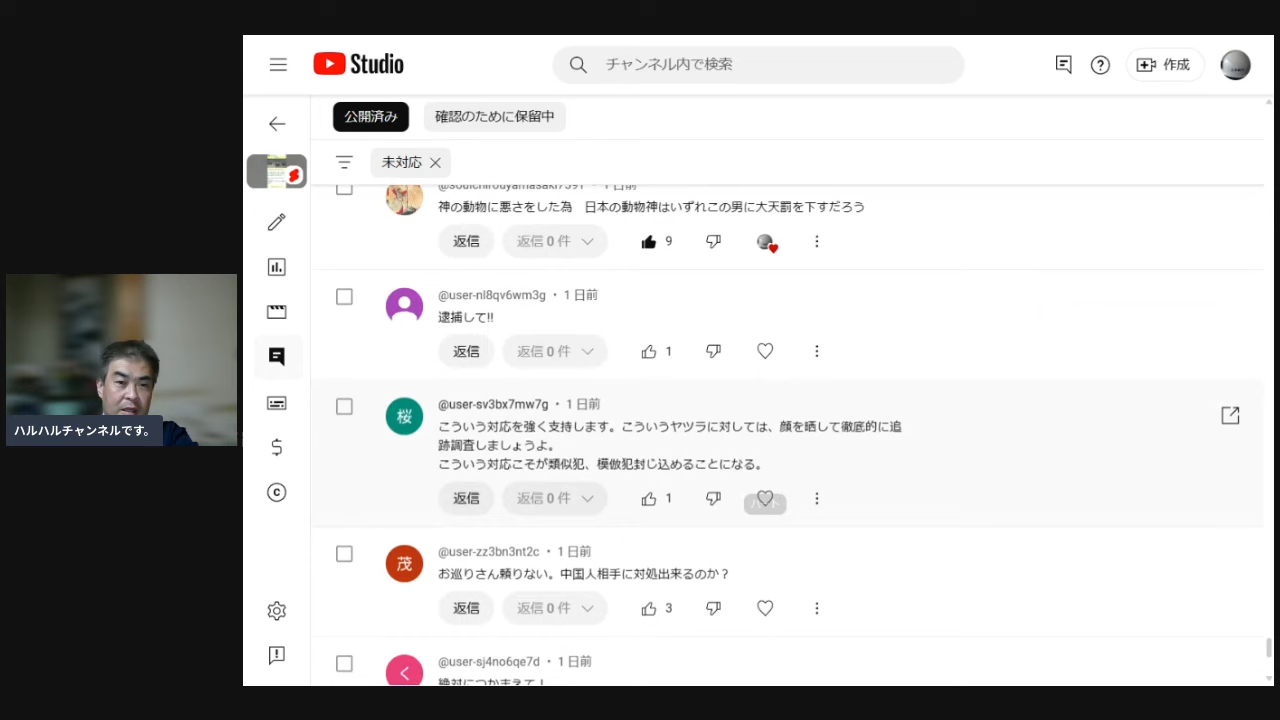 Studio
チャンネル内で検索
作成
公開済み
確認のために保留中
未対応
神の動物に悪さをした為 日本の動物神はいずれこの男に大天罰を下すだろう
返信
返信 0 件
9
@user-nl8qv6wm3g ・ 1 日前
逮捕して!!
返信
返信 0 件
1
桜
@user-sv3bx7mw7g ・ 1 日前
こういう対応を強く支持します。こういうヤツラに対しては、顔を晒して徹底的に追
跡調査しましょうよ。
こういう対応こそが類似犯、模倣犯封じ込めることになる。
返信
返信 0 件
1
茂
@user-zz3bn3nt2c ・ 1 日前
お巡りさん頼りない。中国人相手に対処出来るのか？
返信
返信 0 件
3
く
@user-sj4no6qe7d ・ 1 日前
絶対につかまえて！
ハルハルチャンネルです。